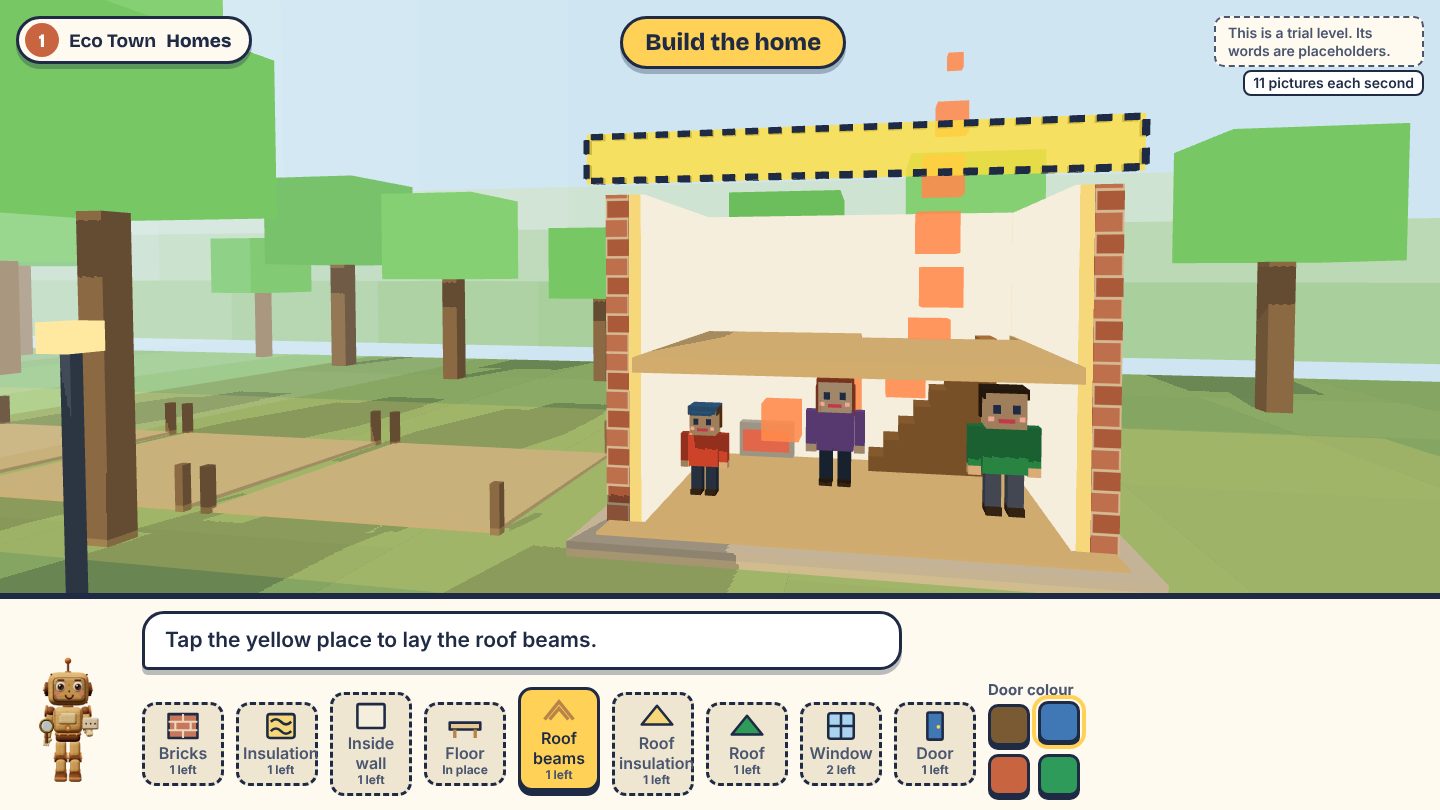 1 Eco Town Homes
Build the home
This is a trial level. Its
words are placeholders.
11 pictures each second
Tap the yellow place to lay the roof beams.
Door colour
Bricks
1 left
Insulation
1 left
Inside
wall
1 left
Floor
In place
Roof
beams
1 left
Roof
insulation
1 left
Roof
1 left
Window
2 left
Door
1 left